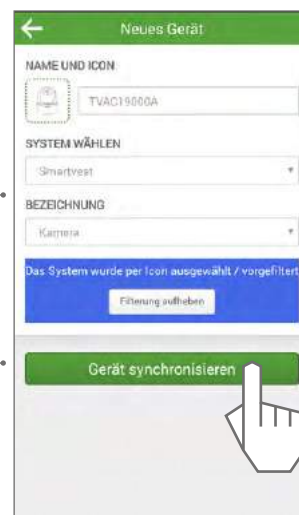 Neues Gerät
NAME UND ICON
TVAC19000A
SYSTEM WÄHLEN
Smartvest
BEZEICHNUNG
Kamera
Das System wurde per Icon ausgewählt / vorgefiltert
Filterung aufheben
Gerät synchronisieren